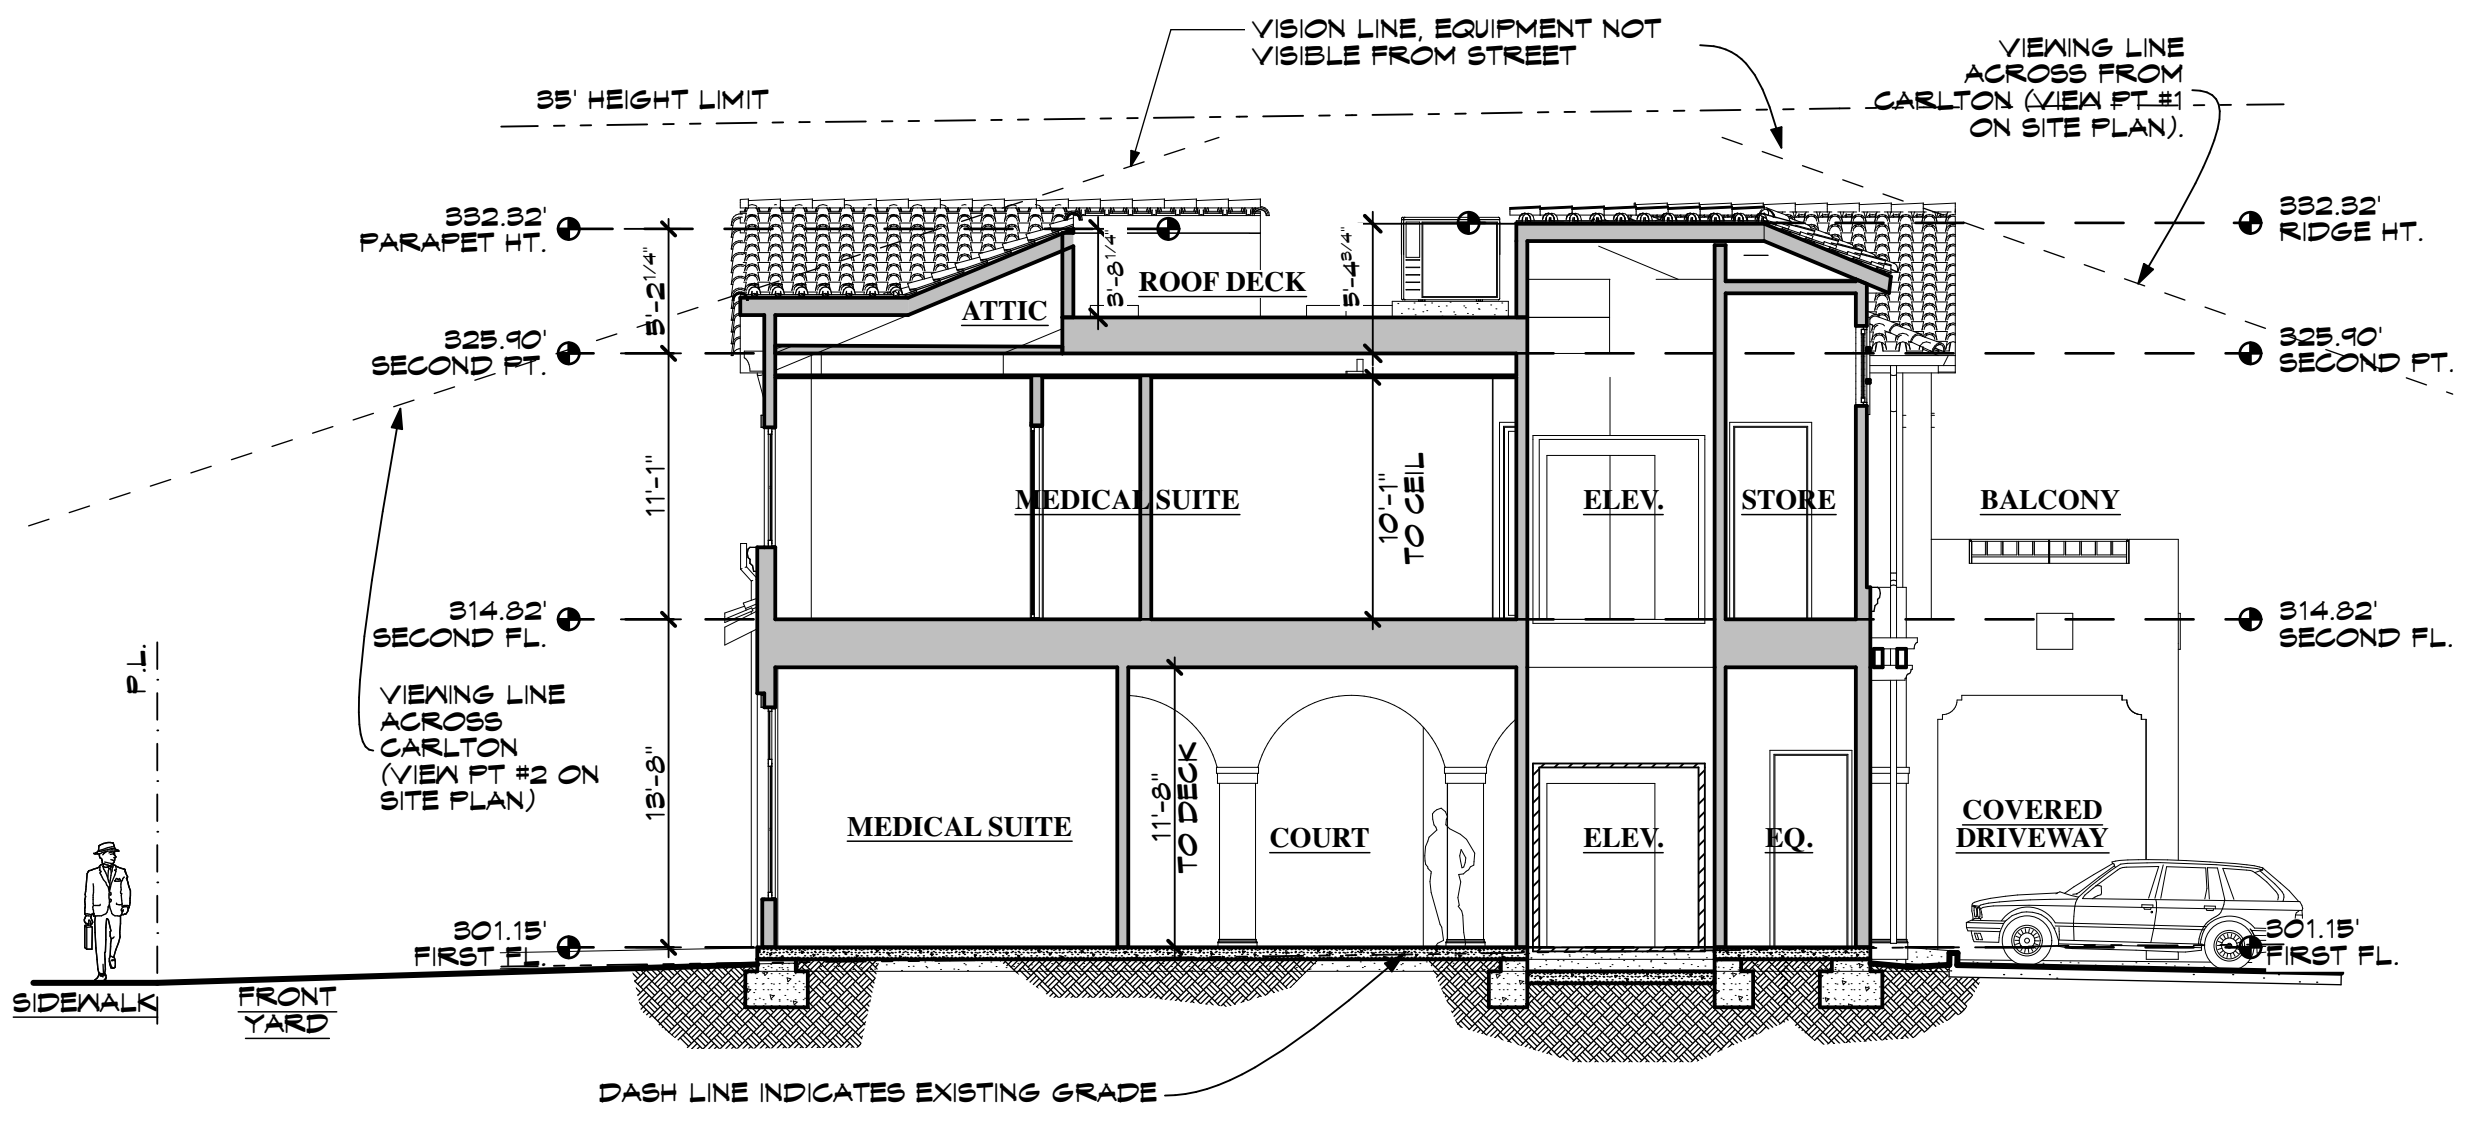 VISION LINE, EQUIPMENT NOT
VISIBLE FROM STREET
VIEWING LINE
ACROSS FROM
CARLTON (VIEW PT #1
ON SITE PLAN).
35' HEIGHT LIMIT
332.32'
PARAPET HT.
332.32'
RIDGE HT.
5'-2 1/4"
3'-8 1/4"
ROOF DECK
5'-4 3/4"
ATTIC
325.90'
SECOND PT.
325.90'
SECOND PT.
11'-1"
MEDICAL SUITE
10'-1"
TO CEIL
ELEV.
STORE
BALCONY
314.82'
SECOND FL.
314.82'
SECOND FL.
P.L.
VIEWING LINE
ACROSS
CARLTON
(VIEW PT #2 ON
SITE PLAN)
13'-8"
MEDICAL SUITE
11'-8"
TO DECK
COURT
ELEV.
EQ.
COVERED
DRIVEWAY
301.15'
FIRST FL.
301.15'
FIRST FL.
SIDEWALK
FRONT
YARD
DASH LINE INDICATES EXISTING GRADE